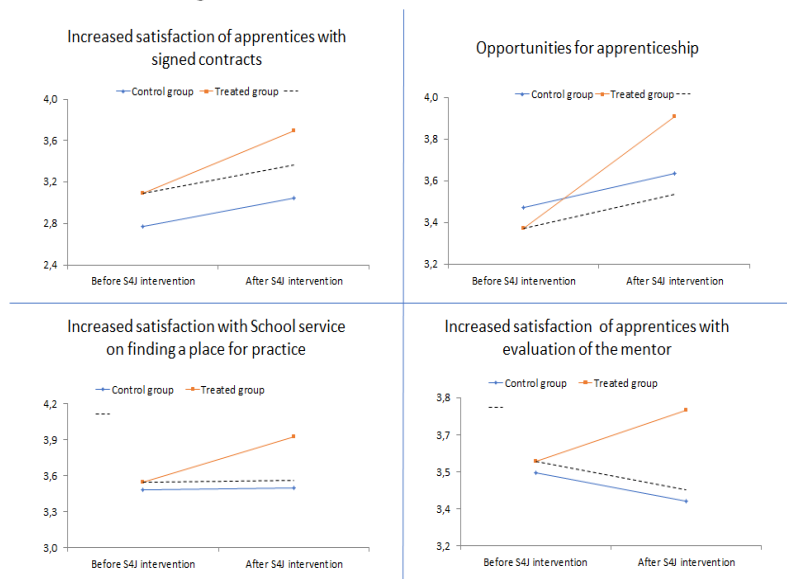 Increased satisfaction of apprentices with
signed contracts
Control group Treated group
4,0
3,6
3,2
2,8
2,4
Before S4J intervention After S4J intervention
Opportunities for apprenticeship
Control group Treated group
4,0
3,8
3,6
3,4
3,2
Before S4J intervention After S4J intervention
Increased satisfaction with School service
on finding a place for practice
Control group Treated group
4,2
3,9
3,6
3,3
3,0
Before S4J intervention After S4J intervention
Increased satisfaction of apprentices with
evaluation of the mentor
Control group Treated group
3,8
3,7
3,5
3,4
3,2
Before S4J intervention After S4J intervention